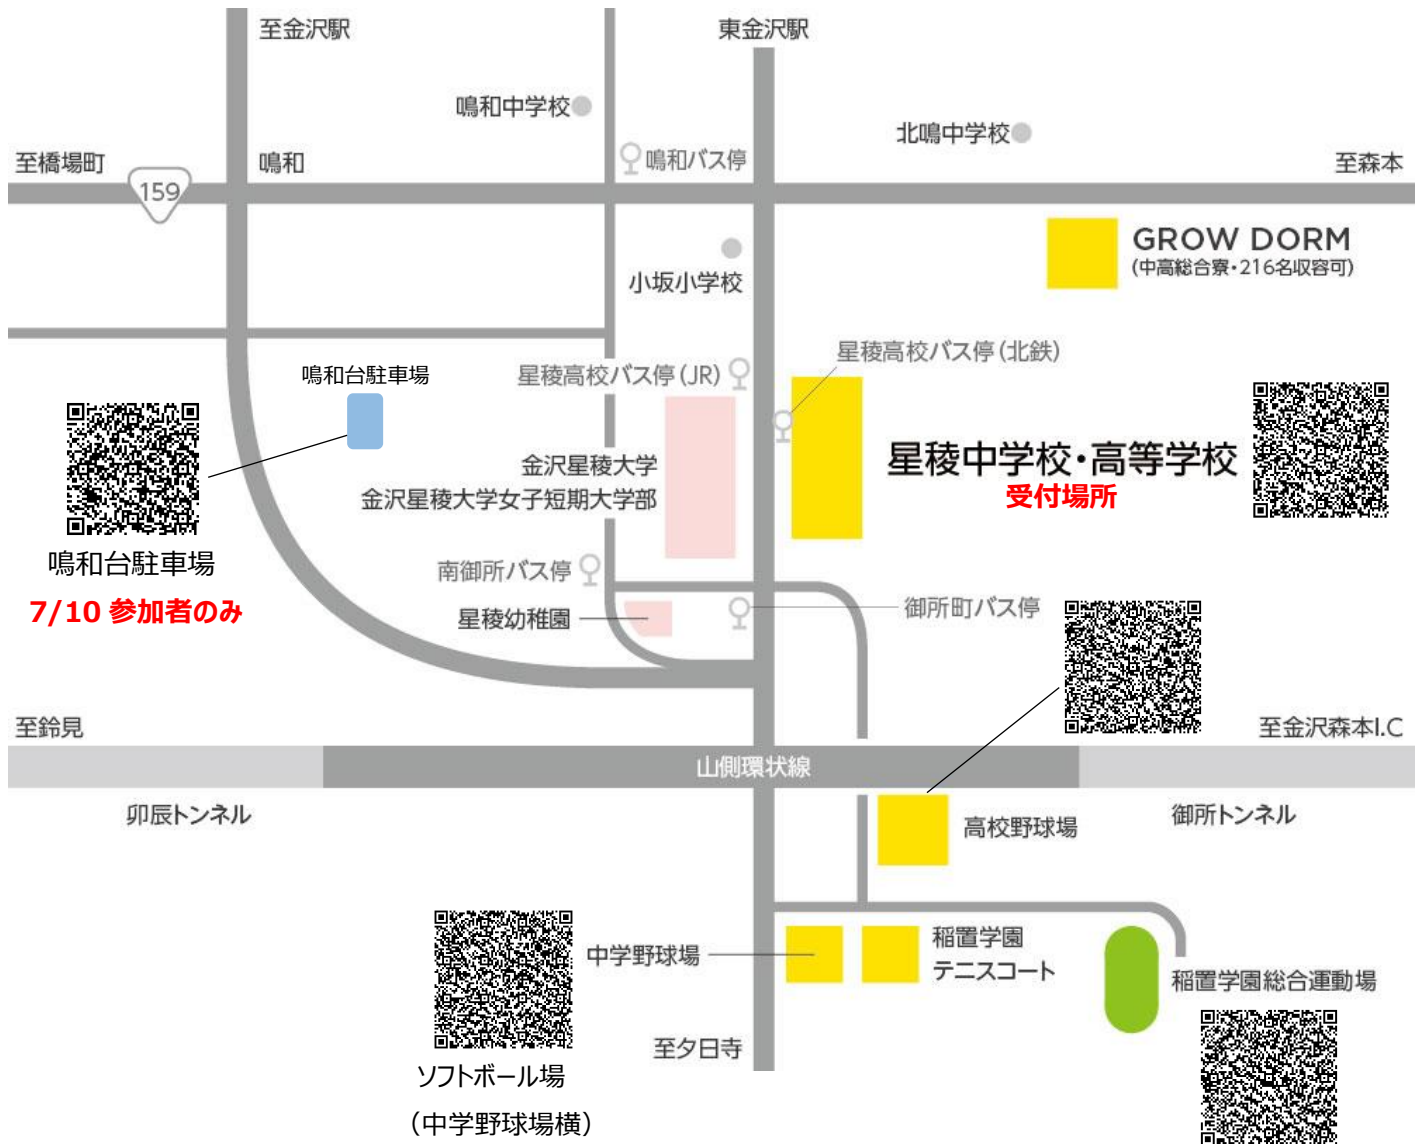 至金沢駅
東金沢駅
鳴和中学校
北鳴中学校
至橋場町
鳴和
鳴和バス停
至森本
159
GROW DORM
(中高総合寮・216名収容可)
小坂小学校
星稜高校バス停(北鉄)
鳴和台駐車場
星稜高校バス停(JR)
星稜中学校・高等学校
受付場所
金沢星稜大学
金沢星稜大学女子短期大学部
鳴和台駐車場
7/10 参加者のみ
南御所バス停
星稜幼稚園
御所町バス停
至鈴見
至金沢森本I.C
山側環状線
卯辰トンネル
高校野球場
御所トンネル
中学野球場
稲置学園
テニスコート
稲置学園総合運動場
至夕日寺
ソフトボール場
(中学野球場横)